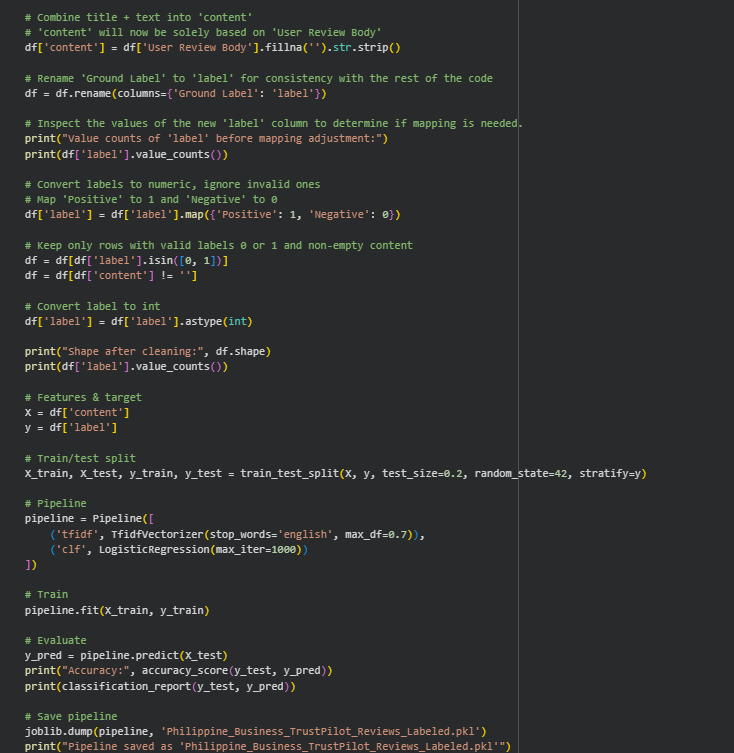 # Combine title + text into 'content'
# 'content' will now be solely based on 'User Review Body'
df['content'] = df['User Review Body'].fillna('').str.strip()
# Rename 'Ground Label' to 'label' for consistency with the rest of the code
df = df.rename(columns={'Ground Label': 'label'})
# Inspect the values of the new 'label' column to determine if mapping is needed.
print("Value counts of 'label' before mapping adjustment:")
print(df['label'].value_counts())
# Convert labels to numeric, ignore invalid ones
# Map 'Positive' to 1 and 'Negative' to 0
df['label'] = df['label'].map({'Positive': 1, 'Negative': 0})
# Keep only rows with valid labels 0 or 1 and non-empty content
df = df[df['label'].isin([0, 1])]
df = df[df['content'] != '']
# Convert label to int
df['label'] = df['label'].astype(int)
print("Shape after cleaning:", df.shape)
print(df['label'].value_counts())
# Features & target
X = df['content']
y = df['label']
# Train/test split
X_train, X_test, y_train, y_test = train_test_split(X, y, test_size=0.2, random_state=42, stratify=y)
# Pipeline
pipeline = Pipeline([
    ('tfidf', TfidfVectorizer(stop_words='english', max_df=0.7)),
    ('clf', LogisticRegression(max_iter=1000))
])
# Train
pipeline.fit(X_train, y_train)
# Evaluate
y_pred = pipeline.predict(X_test)
print("Accuracy:", accuracy_score(y_test, y_pred))
print(classification_report(y_test, y_pred))
# Save pipeline
joblib.dump(pipeline, 'Philippine_Business_TrustPilot_Reviews_Labeled.pkl')
print("Pipeline saved as 'Philippine_Business_TrustPilot_Reviews_Labeled.pkl'")